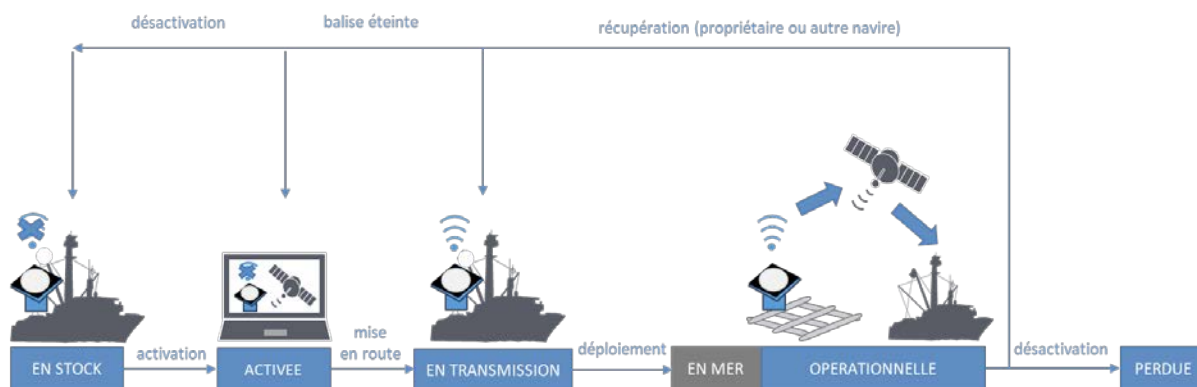 désactivation
balise éteinte
récupération (propriétaire ou autre navire)
EN STOCK
activation
ACTIVEE
mise
en route
EN TRANSMISSION
déploiement
EN MER
OPERATIONNELLE
désactivation
PERDUE